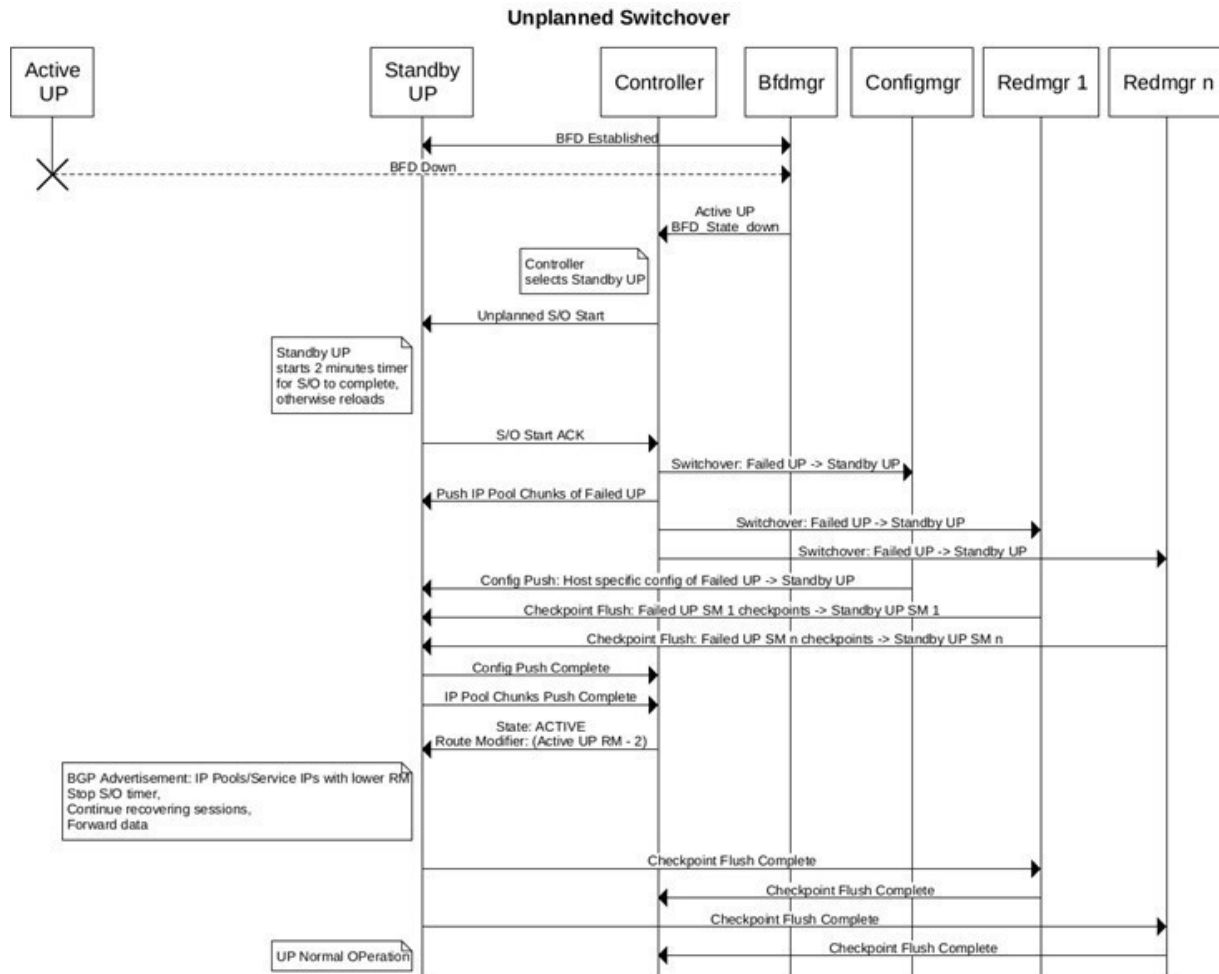 Unplanned Switchover
Active
UP
Standby
UP
Controller
Bfdmgr
Configmgr
Redmgr 1
Redmgr n
BFD Established
BFD Down
Active UP
BFD_State_down
Controller
selects Standby UP
Unplanned S/O Start
Standby UP
starts 2 minutes timer
for S/O to complete,
otherwise reloads
S/O Start ACK
Switchover: Failed UP -> Standby UP
Push IP Pool Chunks of Failed UP
Switchover: Failed UP -> Standby UP
Switchover: Failed UP -> Standby UP
Config Push: Host specific config of Failed UP -> Standby UP
Checkpoint Flush: Failed UP SM 1 checkpoints -> Standby UP SM 1
Checkpoint Flush: Failed UP SM n checkpoints -> Standby UP SM n
Config Push Complete
IP Pool Chunks Push Complete
State: ACTIVE
Route Modifier: (Active UP RM - 2)
BGP Advertisement: IP Pools/Service IPs with lower RM
Stop S/O timer,
Continue recovering sessions,
Forward data
Checkpoint Flush Complete
Checkpoint Flush Complete
Checkpoint Flush Complete
UP Normal OPeration
Checkpoint Flush Complete